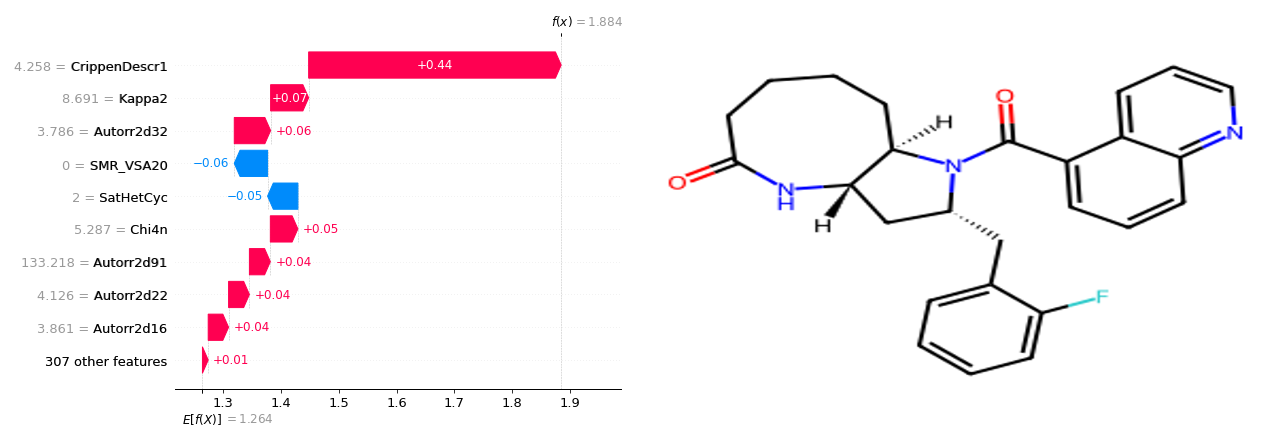 f(x) = 1.884
4.258 = CrippenDescr1
+0.44
8.691 = Kappa2
+0.07
3.786 = Autorr2d32
+0.06
0 = SMR_VSA20
−0.06
2 = SatHetCyc
−0.05
5.287 = Chi4n
+0.05
133.218 = Autorr2d91
+0.04
4.126 = Autorr2d22
+0.04
3.861 = Autorr2d16
+0.04
307 other features
+0.01
1.3 1.4 1.5 1.6 1.7 1.8 1.9
E[f(X)] = 1.264
O
H
N
O
N
H
H
N
F